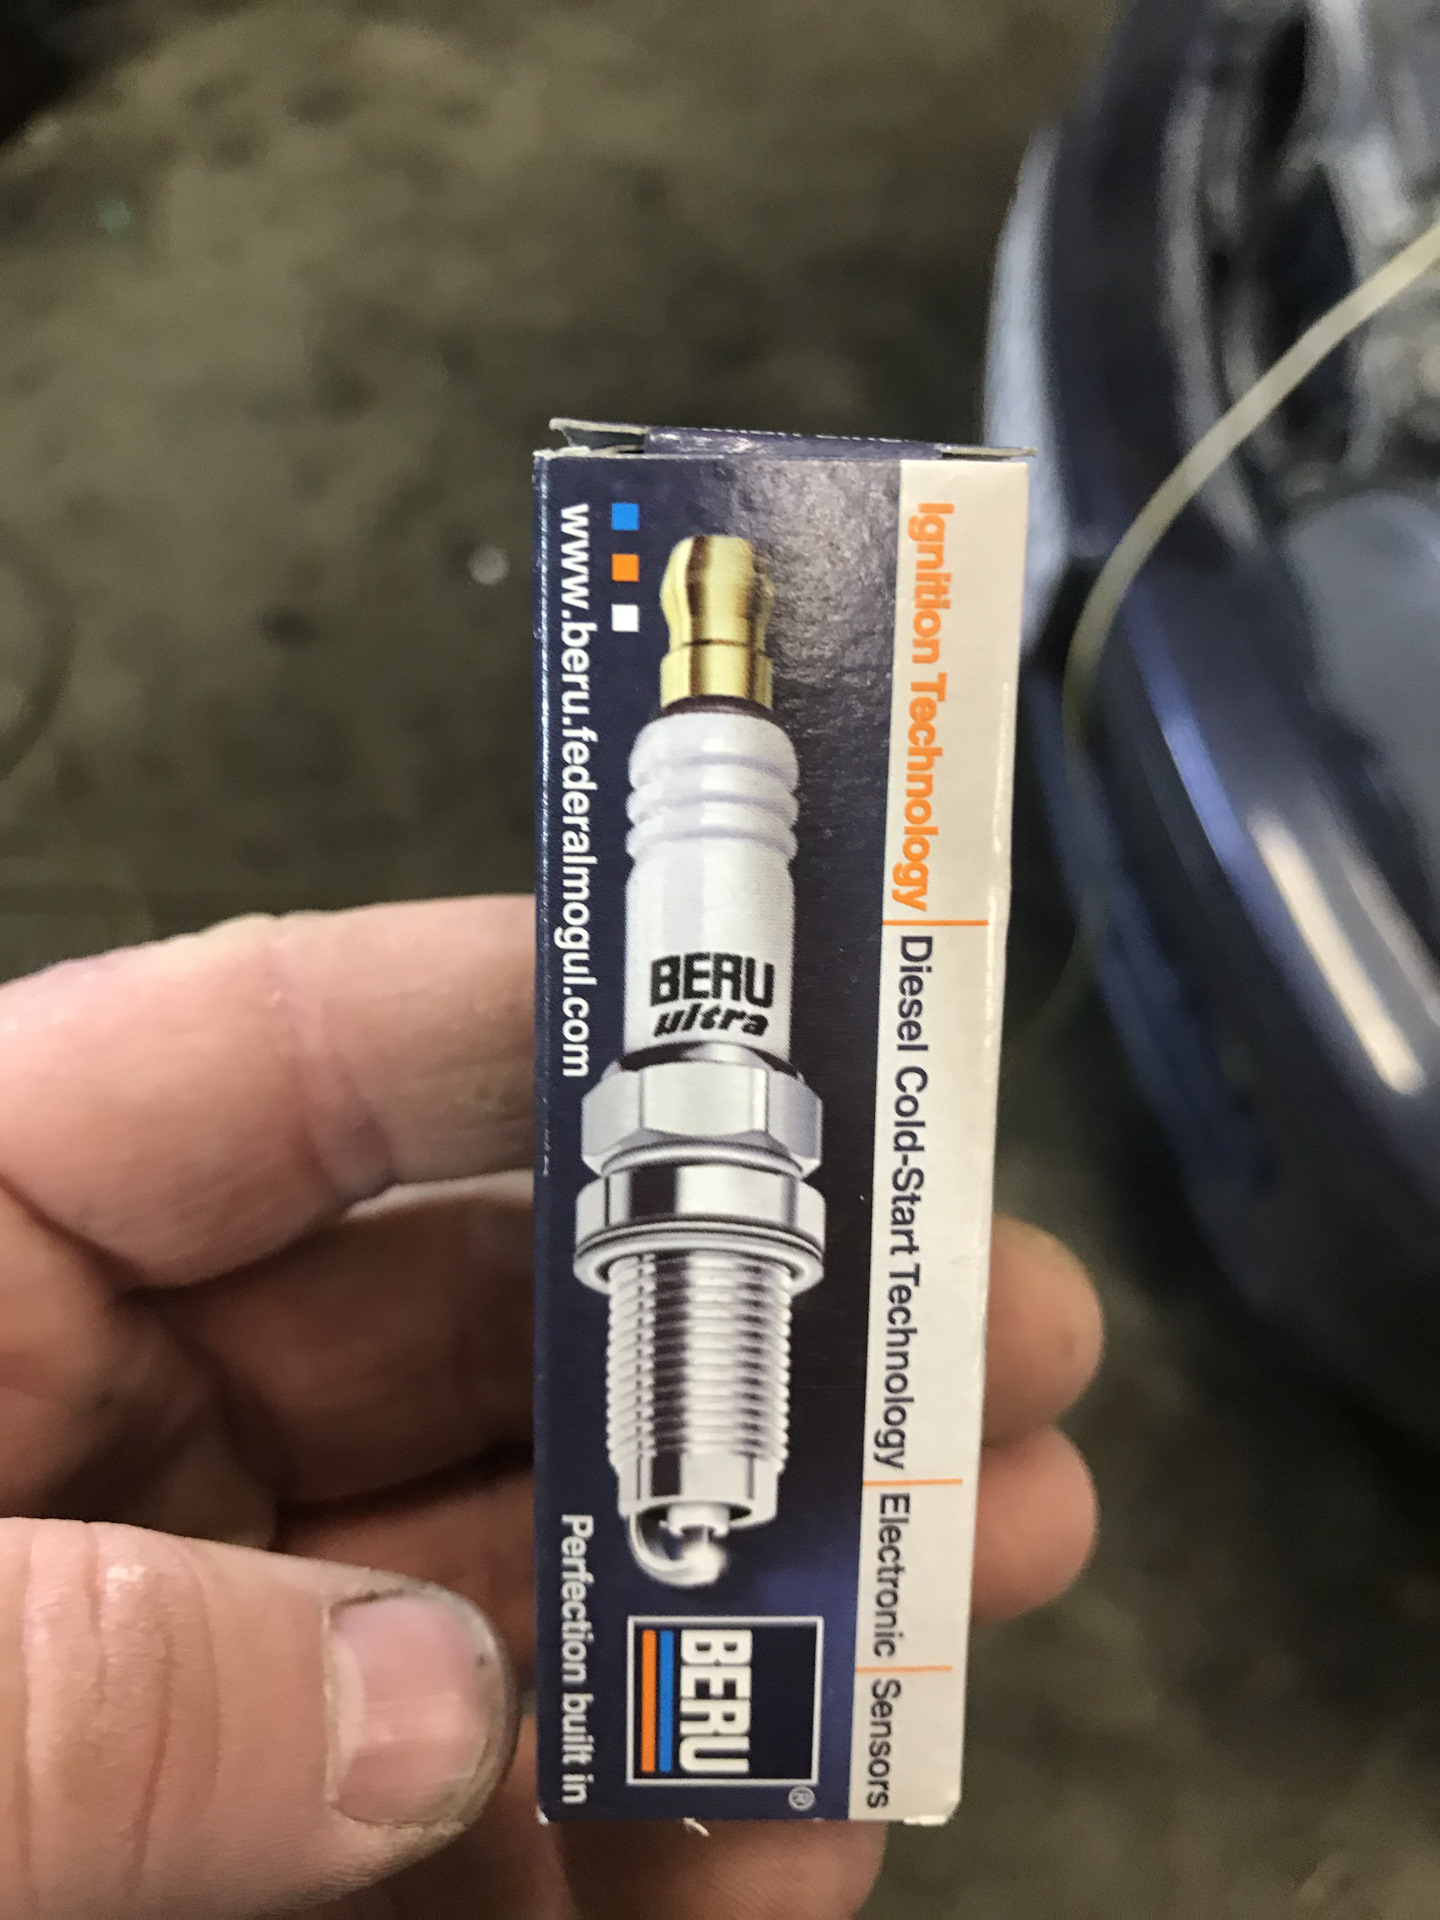 Ignition Technology | Diesel Cold-Start Technology | Electronic | Sensors
BERU
ultra
BERU®
www.beru.federalmogul.com
Perfection built in